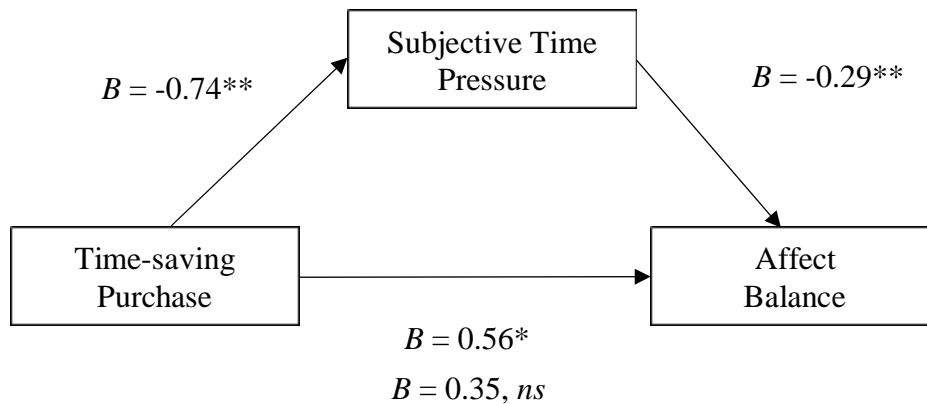 Subjective Time
Pressure
B = -0.74**
B = -0.29**
Time-saving
Purchase
Affect
Balance
B = 0.56*
B = 0.35, ns